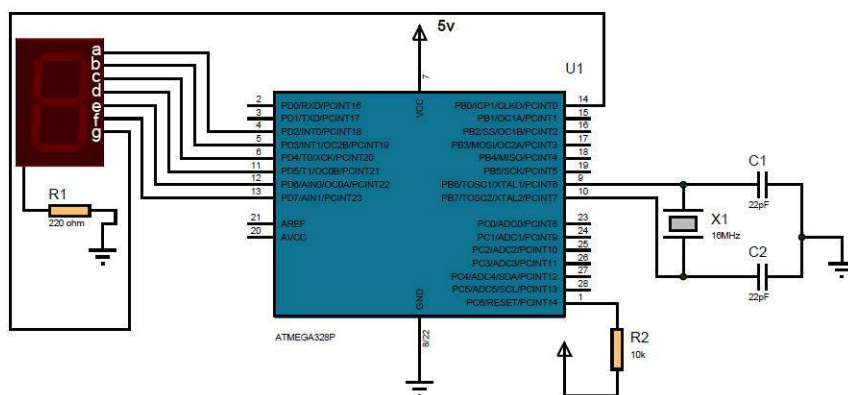 5v
U1
a
b
c
d
e
f
g
R1
220 ohm
7
VCC
2 PD0/RXD/PCINT16
3 PD1/TXD/PCINT17
4 PD2/INT0/PCINT18
5 PD3/INT1/OC2B/PCINT19
6 PD4/T0/XCK/PCINT20
11 PD5/T1/OC0B/PCINT21
12 PD6/AIN0/OC0A/PCINT22
13 PD7/AIN1/PCINT23
21 AREF
20 AVCC
PB0/ICP1/CLKO/PCINT0 14
PB1/OC1A/PCINT1 15
PB2/SS/OC1B/PCINT2 16
PB3/MOSI/OC2A/PCINT3 17
PB4/MISO/PCINT4 18
PB5/SCK/PCINT5 19
PB6/TOSC1/XTAL1/PCINT6 9
PB7/TOSC2/XTAL2/PCINT7 10
PC0/ADC0/PCINT8 23
PC1/ADC1/PCINT9 24
PC2/ADC2/PCINT10 25
PC3/ADC3/PCINT11 26
PC4/ADC4/SDA/PCINT12 27
PC5/ADC5/SCL/PCINT13 28
PC6/RESET/PCINT14 1
GND
8/22
ATMEGA328P
C1
22pF
X1
16MHz
C2
22pF
R2
10k